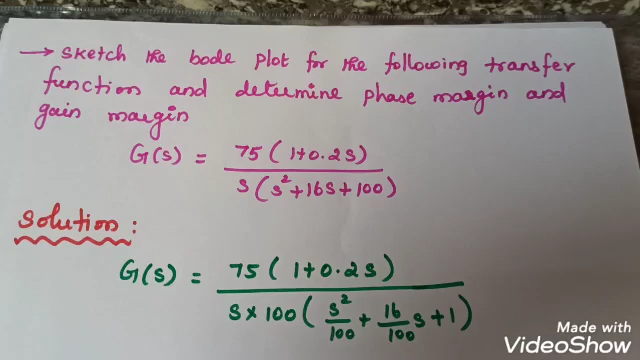 → Sketch the bode plot for the following transfer
function and determine phase margin and
gain margin
G(s) = 75(1+0.2s) / s(s²+16s+100)
Solution:
G(s) = 75(1+0.2s) / s×100(s²/100 + 16/100 s+1)
Made with
VideoShow